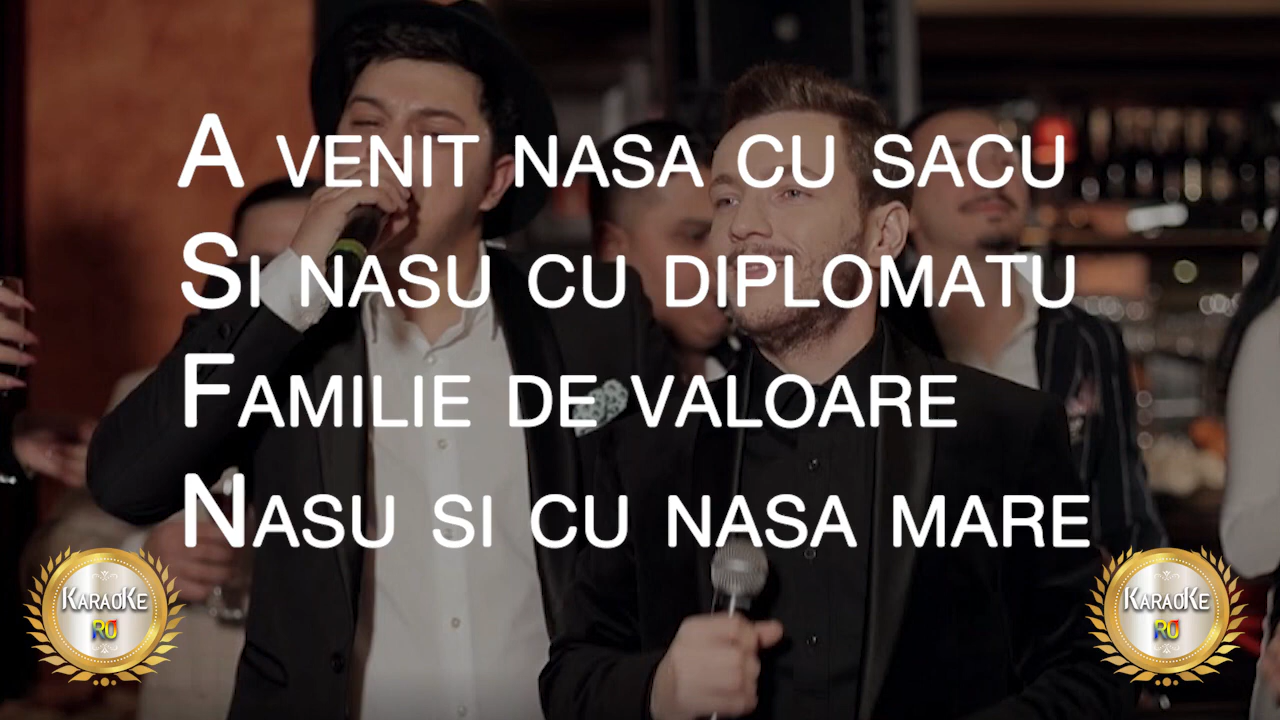 A VENIT NASA CU SACU
SI NASU CU DIPLOMATU
FAMILIE DE VALOARE
NASU SI CU NASA MARE
KARAOKE
RO
KARAOKE
RO